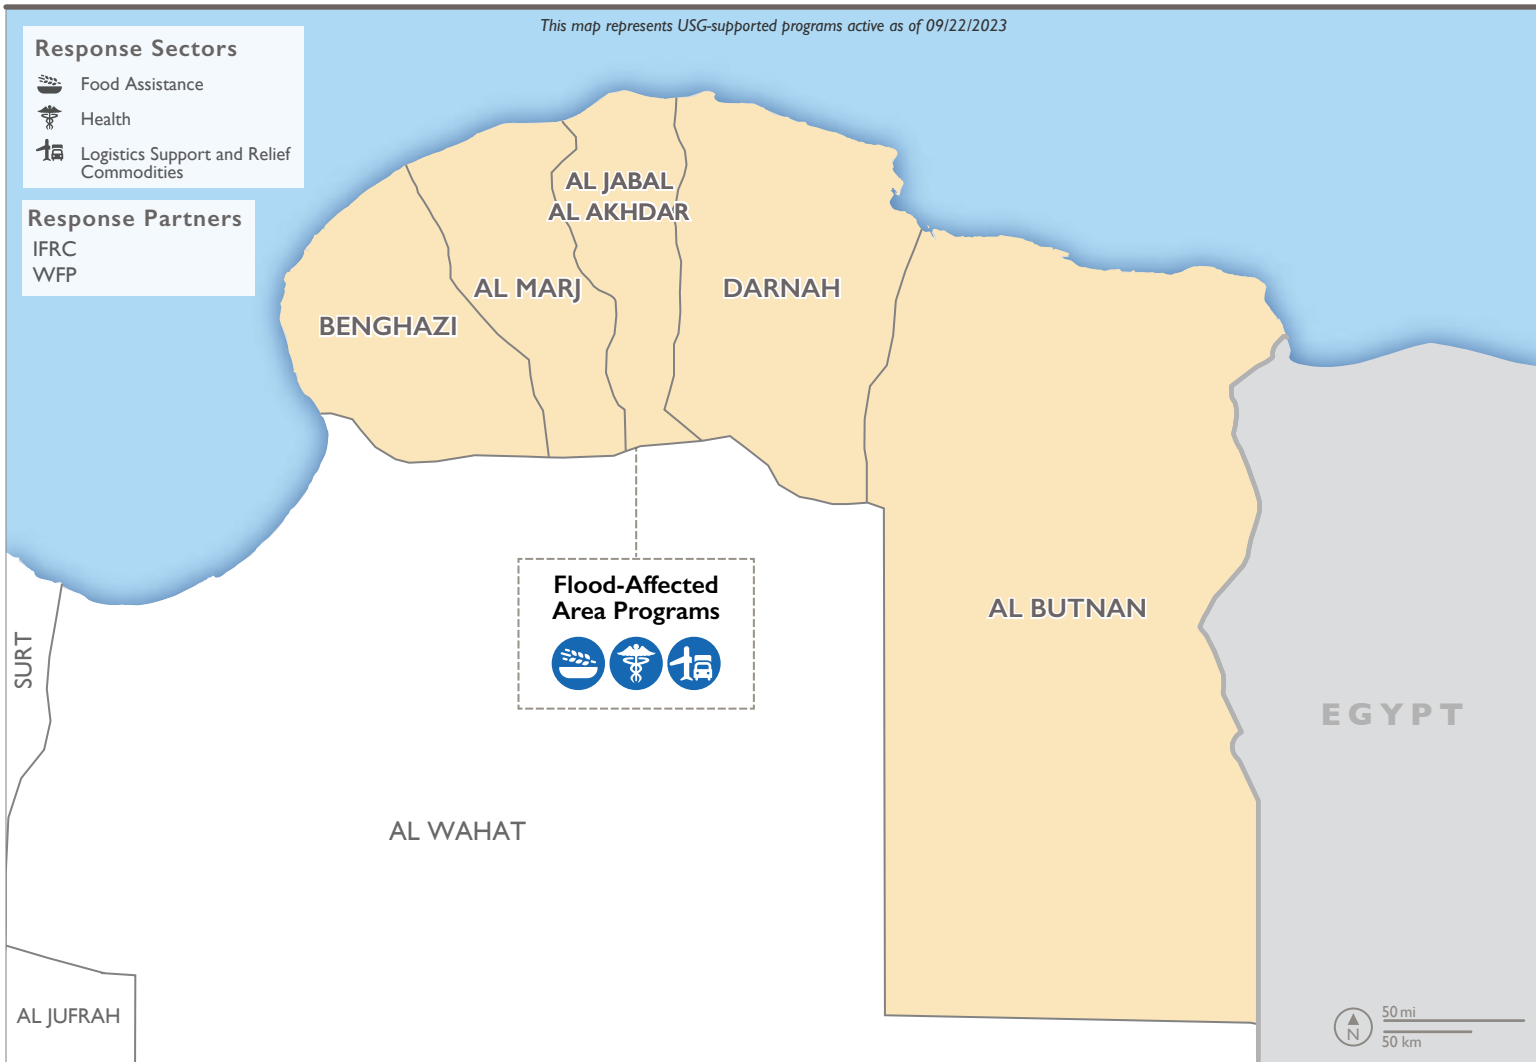 This map represents USG-supported programs active as of 09/22/2023
Response Sectors
Food Assistance
Health
Logistics Support and Relief
Commodities
Response Partners
IFRC
WFP
AL JABAL
AL AKHDAR
AL MARJ
DARNAH
BENGHAZI
Flood-Affected
Area Programs
AL BUTNAN
SURT
EGYPT
AL WAHAT
AL JUFRAH
N
50 mi
50 km